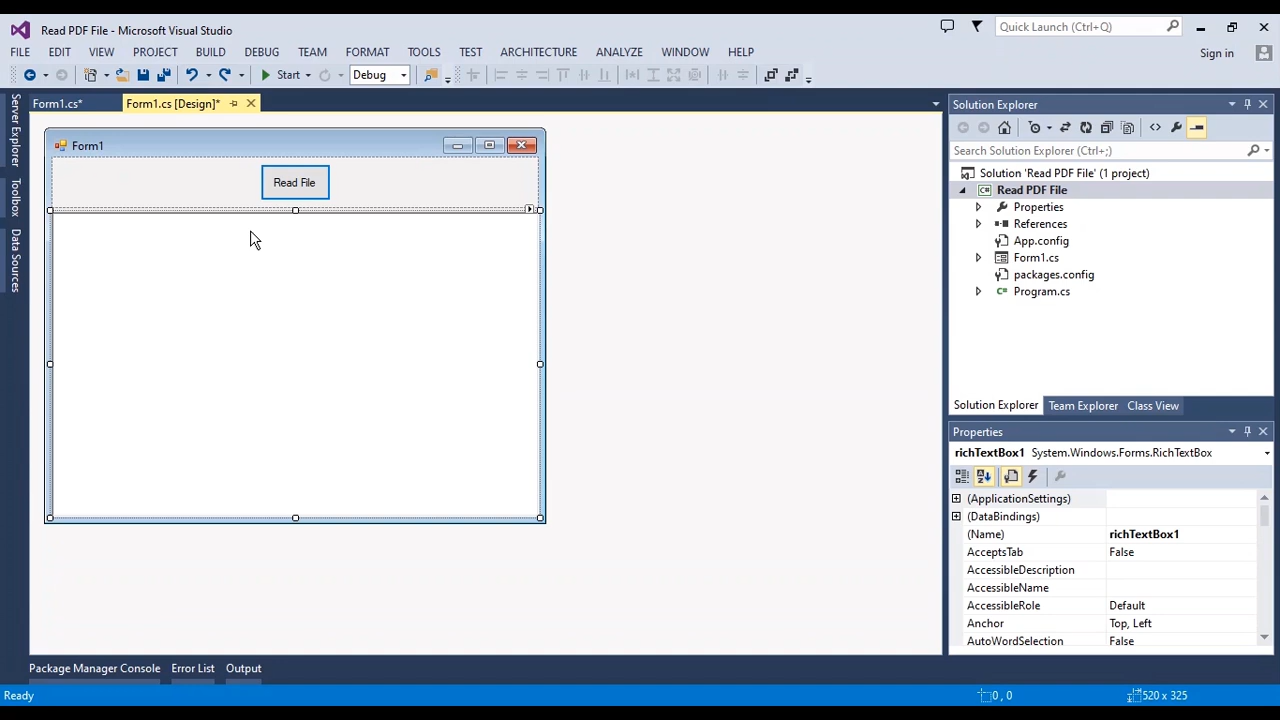 Read PDF File - Microsoft Visual Studio
Quick Launch (Ctrl+Q)
FILE EDIT VIEW PROJECT BUILD DEBUG TEAM FORMAT TOOLS TEST ARCHITECTURE ANALYZE WINDOW HELP
Sign in
Start
Debug
Form1.cs*
Form1.cs [Design]*
Server Explorer
Toolbox
Data Sources
Form1
Read File
Solution Explorer
Search Solution Explorer (Ctrl+;)
Solution 'Read PDF File' (1 project)
Read PDF File
Properties
References
App.config
Form1.cs
packages.config
Program.cs
Solution Explorer Team Explorer Class View
Properties
richTextBox1 System.Windows.Forms.RichTextBox
(ApplicationSettings)
(DataBindings)
(Name) richTextBox1
AcceptsTab False
AccessibleDescription
AccessibleName
AccessibleRole Default
Anchor Top, Left
AutoWordSelection False
Package Manager Console Error List Output
Ready
0 , 0
520 x 325